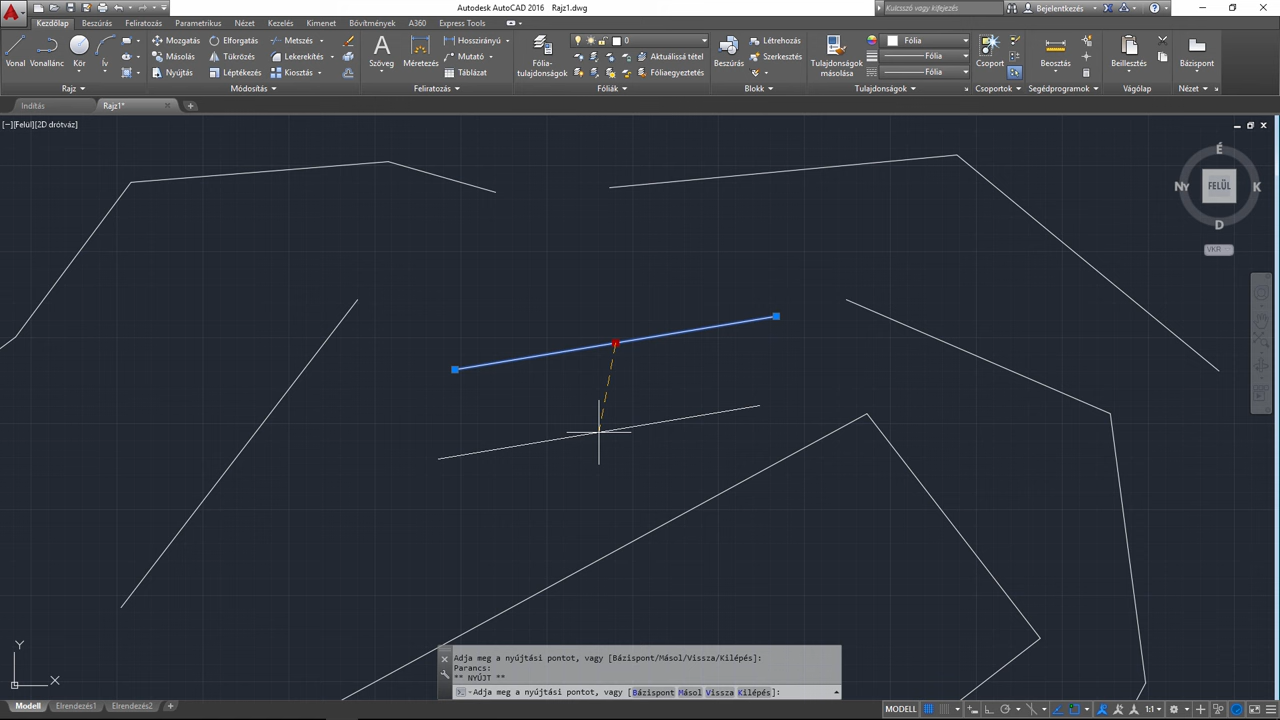 Autodesk AutoCAD 2016 Rajz1.dwg
Kulcsszó vagy kifejezés
Bejelentkezés
Kezdőlap Beszúrás Feliratozás Parametrikus Nézet Kezelés Kimenet Bővítmények A360 Express Tools
Vonal
Vonallánc
Kör
Ív
Rajz
Mozgatás
Másolás
Nyújtás
Elforgatás
Tükrözés
Léptékezés
Metszés
Lekerekítés
Kiosztás
Módosítás
Szöveg
Méretezés
Hosszirányú
Mutató
Táblázat
Feliratozás
Fólia-
tulajdonságok
0
Aktuálissá tétel
Fóliaegyeztetés
Fóliák
Beszúrás
Létrehozás
Szerkesztés
Blokk
Tulajdonságok
másolása
Fólia
Fólia
Fólia
Tulajdonságok
Csoport
Csoportok
Beosztás
Segédprogramok
Beillesztés
Vágólap
Bázispont
Nézet
Indítás Rajz1*
[−][Felül][2D drótváz]
É
Ny FELÜL K
D
VKR
Y
X
Adja meg a nyújtási pontot, vagy [Bázispont/Másol/Vissza/Kilépés]:
Parancs:
** NYÚJT **
-Adja meg a nyújtási pontot, vagy [Bázispont Másol Vissza Kilépés]:
Modell Elrendezés1 Elrendezés2
MODELL
1:1